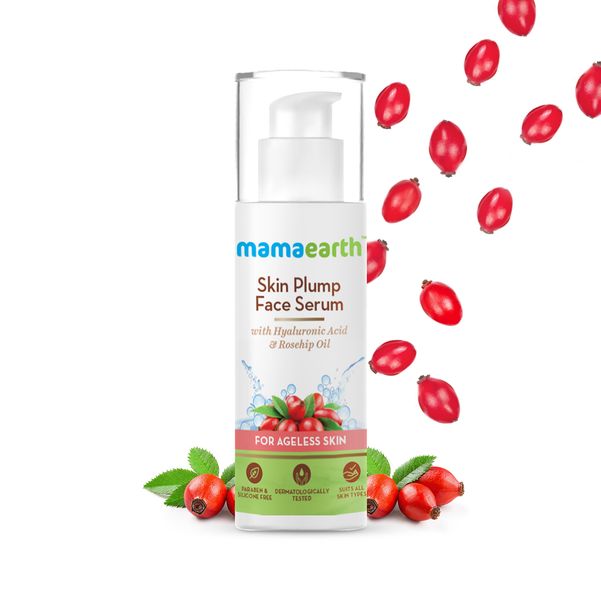 mamaearth™
Skin Plump
Face Serum
with Hyaluronic Acid
& Rosehip Oil
FOR AGELESS SKIN
PARABEN &
SILICONE FREE
DERMATOLOGICALLY
TESTED
SUITS ALL
SKIN TYPES